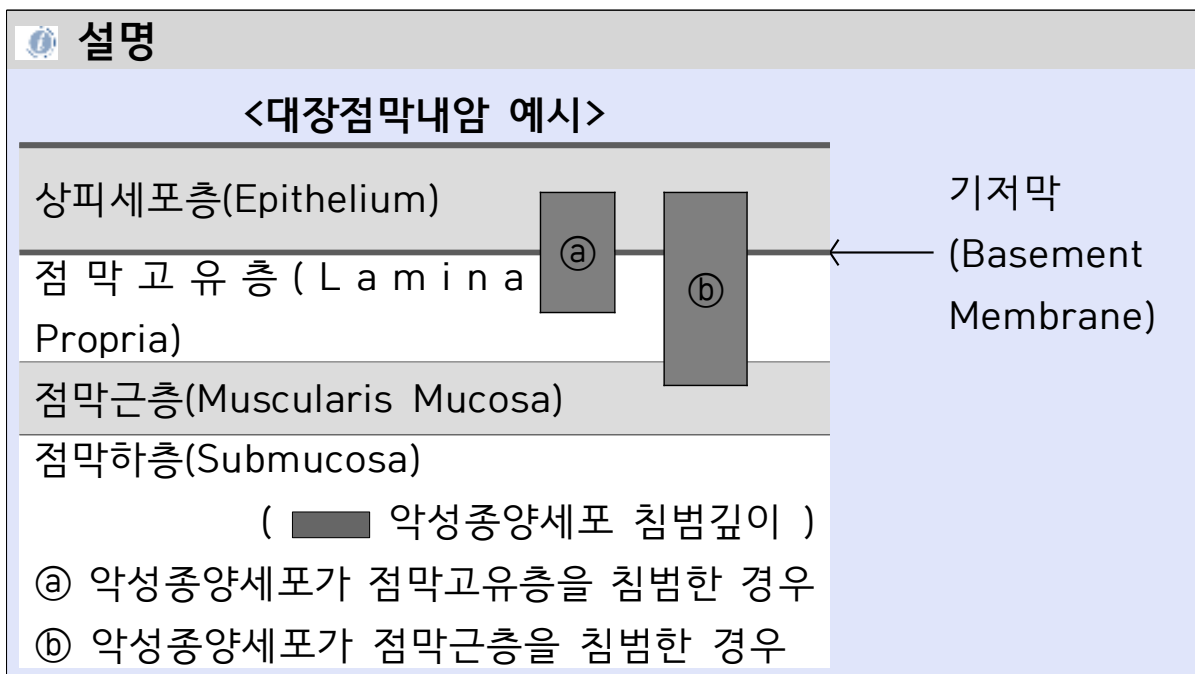 설명
<대장점막내암 예시>
상피세포층(Epithelium)
ⓐ
기저막
(Basement
Membrane)
점 막 고 유 층 ( L a m i n a
Propria)
ⓑ
점막근층(Muscularis Mucosa)
점막하층(Submucosa)
( 악성종양세포 침범깊이 )
ⓐ 악성종양세포가 점막고유층을 침범한 경우
ⓑ 악성종양세포가 점막근층을 침범한 경우